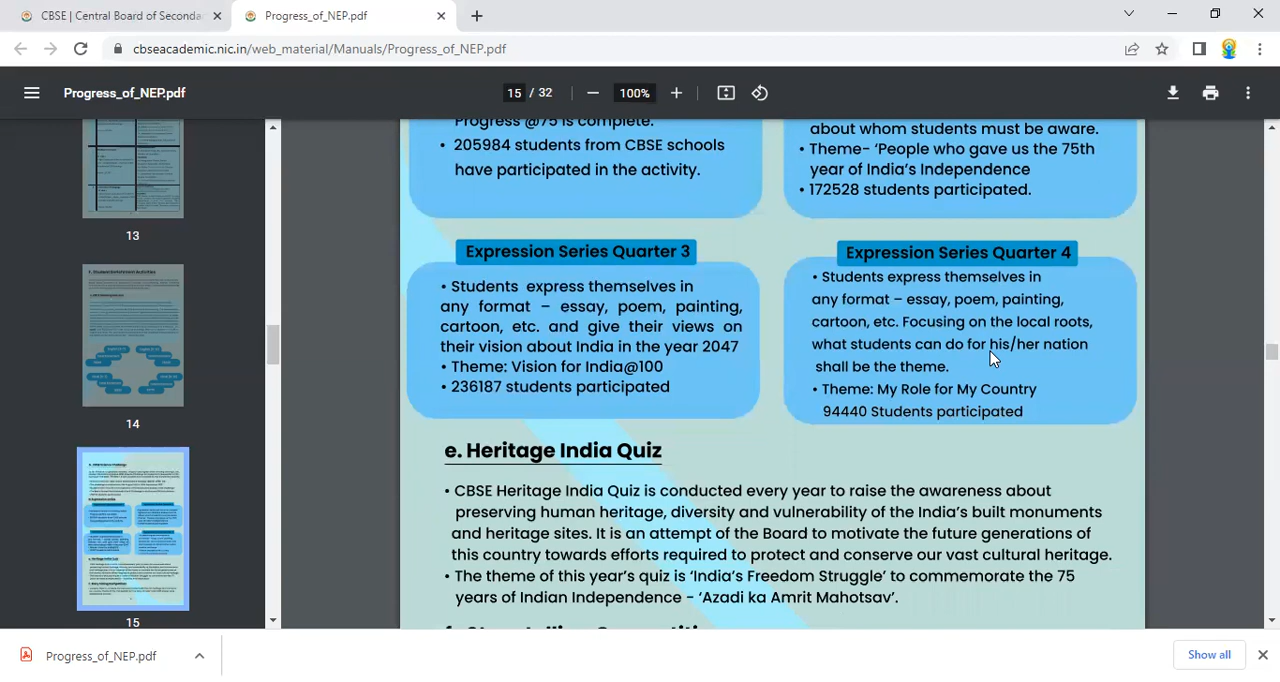 CBSE | Central Board of Seconda
Progress_of_NEP.pdf
cbseacademic.nic.in/web_material/Manuals/Progress_of_NEP.pdf
Progress_of_NEP.pdf
15 / 32
100%
13
14
15
Progress @75 is complete.
• 205984 students from CBSE schools
have participated in the activity.
about whom students must be aware.
• Theme- ‘People who gave us the 75th
year of India’s Independence
• 172528 students participated.
Expression Series Quarter 3
• Students express themselves in
any format – essay, poem, painting,
cartoon, etc. and give their views on
their vision about India in the year 2047
• Theme: Vision for India@100
• 236187 students participated
Expression Series Quarter 4
• Students express themselves in
any format – essay, poem, painting,
cartoon, etc. Focusing on the local roots,
what students can do for his/her nation
shall be the theme.
• Theme: My Role for My Country
94440 Students participated
e. Heritage India Quiz
• CBSE Heritage India Quiz is conducted every year to raise the awareness about
preserving human heritage, diversity and vulnerability of the India’s built monuments
and heritage sites. It is an attempt of the Board to motivate the future generations of
this country towards efforts required to protect and conserve our vast cultural heritage.
• The theme of this year’s quiz is ‘India’s Freedom Struggle’ to commemorate the 75
years of Indian Independence - ‘Azadi ka Amrit Mahotsav’.
Progress_of_NEP.pdf
Show all